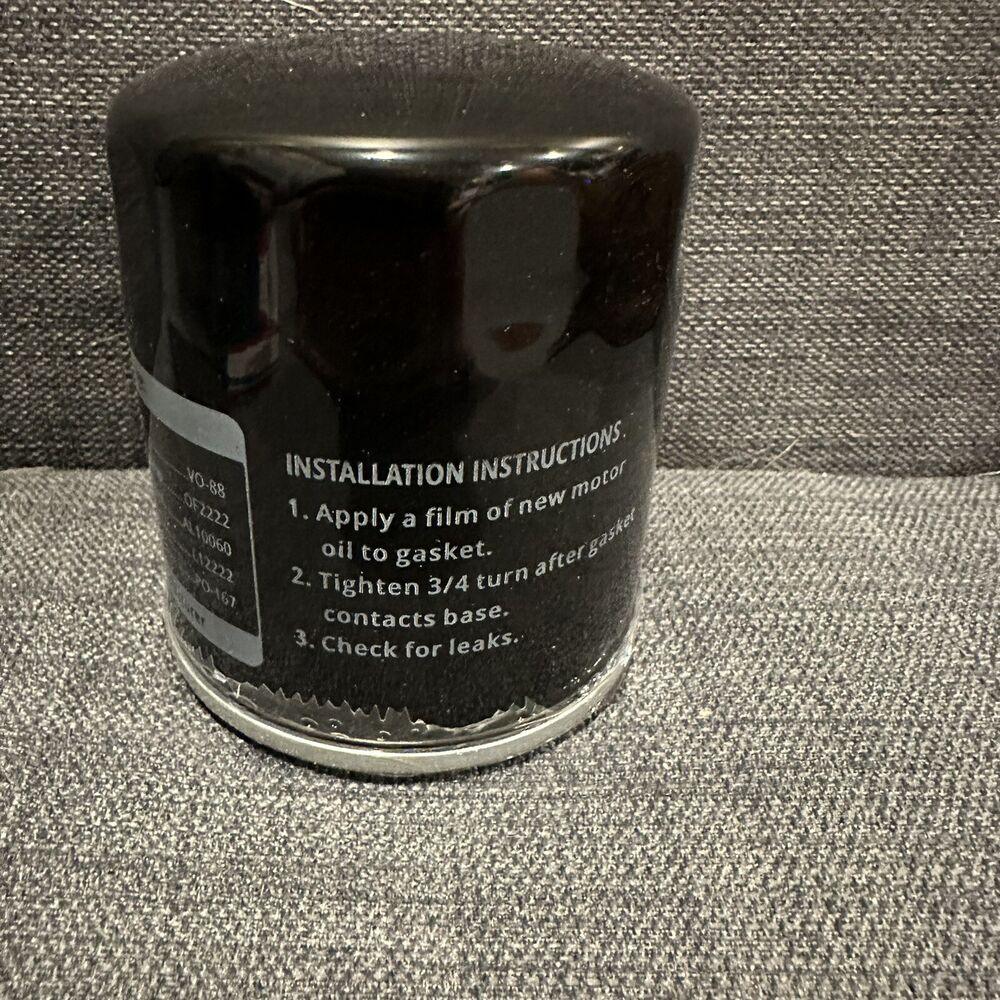 VO-88
OF2222
AL10060
L12222
PO-167
INSTALLATION INSTRUCTIONS
1. Apply a film of new motor
oil to gasket.
2. Tighten 3/4 turn after gasket
contacts base.
3. Check for leaks.